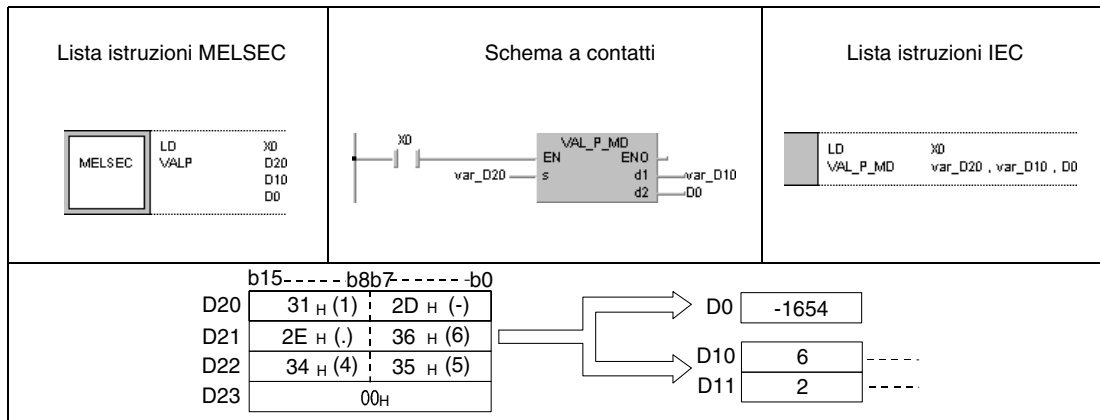 Lista istruzioni MELSEC
Schema a contatti
Lista istruzioni IEC
MELSEC
LD X0
VALP D20
D10
D0
X0
VAL_P_MD
EN ENO
var_D20 s d1 var_D10
d2 D0
LD X0
VAL_P_MD var_D20 , var_D10 , D0
b15 b8 b7 b0
D20 31 H (1) 2D H (-)
D21 2E H (.) 36 H (6)
D22 34 H (4) 35 H (5)
D23 00H
D0 -1654
D10 6
D11 2